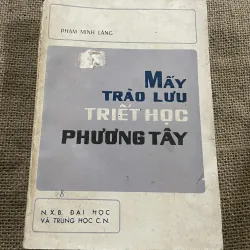 PHẠM MINH LĂNG
MẤY
TRÀO LƯU
TRIẾT HỌC
PHƯƠNG TÂY
N.X.B. ĐẠI HỌC
VÀ TRUNG HỌC C.N.